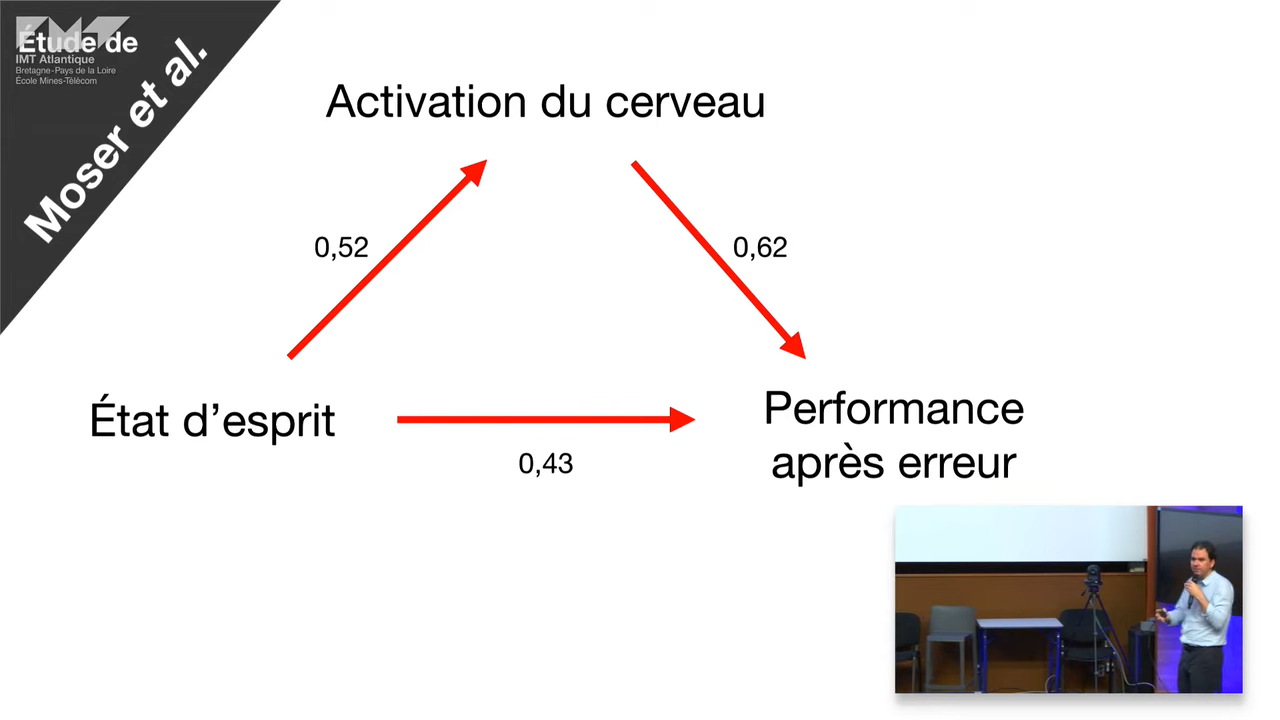 Étude de
IMT Atlantique
Bretagne-Pays de la Loire
École Mines-Télécom
Moser et al.
Activation du cerveau
0,52
0,62
État d'esprit
Performance
après erreur
0,43